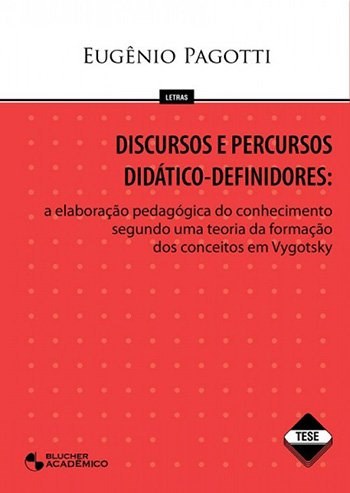 EUGÊNIO PAGOTTI
LETRAS
DISCURSOS E PERCURSOS
DIDÁTICO-DEFINIDORES:
a elaboração pedagógica do conhecimento
segundo uma teoria da formação
dos conceitos em Vygotsky
TESE
BLUCHER
ACADÊMICO